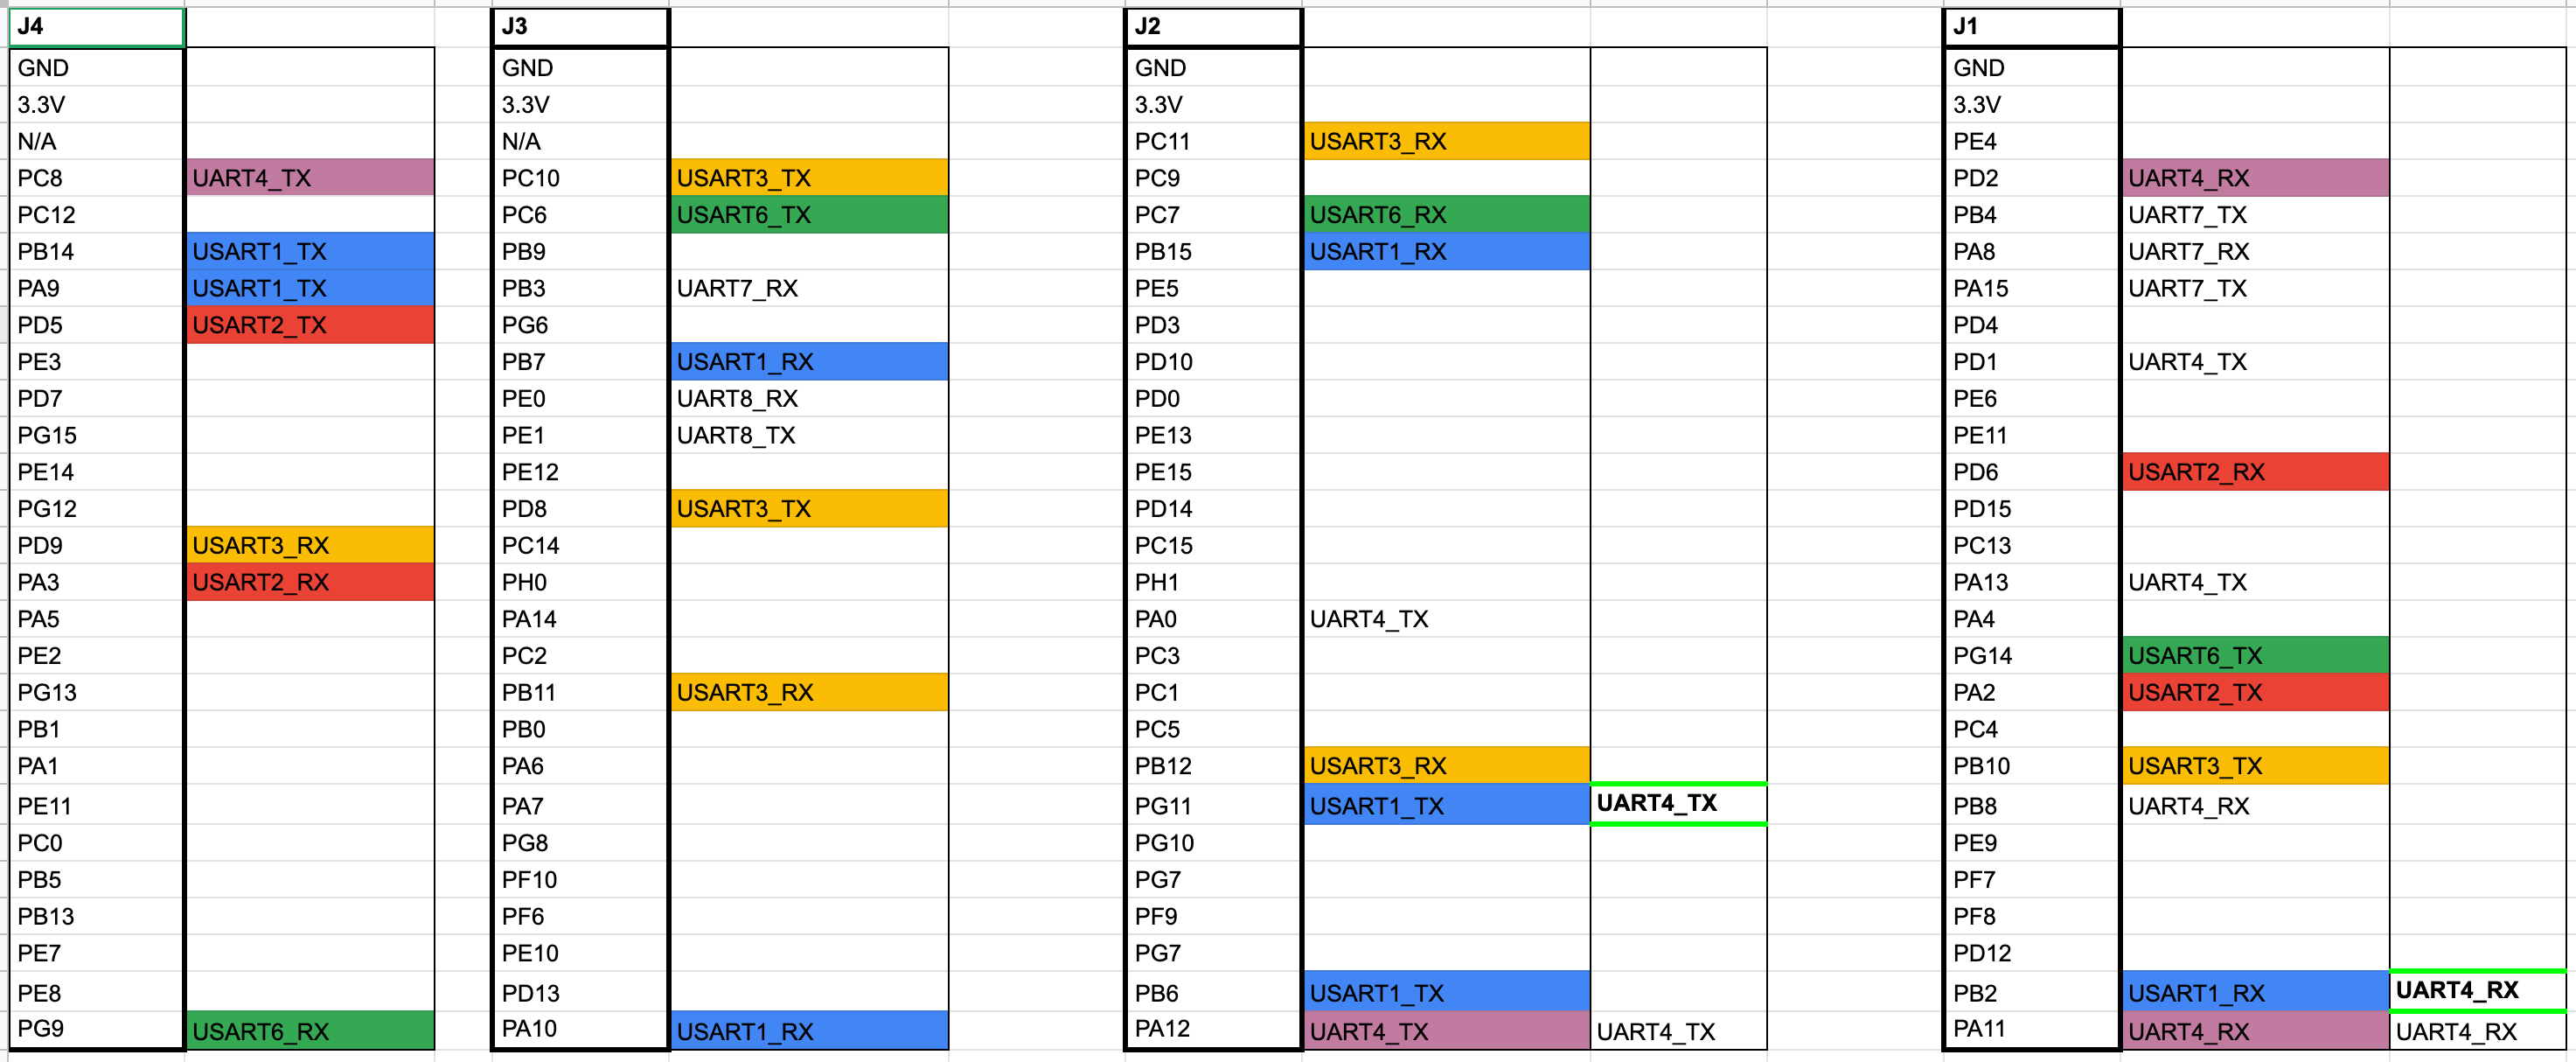 J4 J3 J2 J1
GND GND GND GND
3.3V 3.3V 3.3V 3.3V
N/A N/A PC11 USART3_RX PE4
PC8 UART4_TX PC10 USART3_TX PC9 PD2 UART4_RX
PC12 PC6 USART6_TX PC7 USART6_RX PB4 UART7_TX
PB14 USART1_TX PB9 PB15 USART1_RX PA8 UART7_RX
PA9 USART1_TX PB3 UART7_RX PE5 PA15 UART7_TX
PD5 USART2_TX PG6 PD3 PD4
PE3 PB7 USART1_RX PD10 PD1 UART4_TX
PD7 PE0 UART8_RX PD0 PE6
PG15 PE1 UART8_TX PE13 PE11
PE14 PE12 PE15 PD6 USART2_RX
PG12 PD8 USART3_TX PD14 PD15
PD9 USART3_RX PC14 PC15 PC13
PA3 USART2_RX PH0 PH1 PA13 UART4_TX
PA5 PA14 PA0 UART4_TX PA4
PE2 PC2 PC3 PG14 USART6_TX
PG13 PB11 USART3_RX PC1 PA2 USART2_TX
PB1 PB0 PC5 PC4
PA1 PA6 PB12 USART3_RX PB10 USART3_TX
PE11 PA7 PG11 USART1_TX UART4_TX PB8 UART4_RX
PC0 PG8 PG10 PE9
PB5 PF10 PG7 PF7
PB13 PF6 PF9 PF8
PE7 PE10 PG7 PD12
PE8 PD13 PB6 USART1_TX PB2 USART1_RX UART4_RX
PG9 USART6_RX PA10 USART1_RX PA12 UART4_TX UART4_TX PA11 UART4_RX UART4_RX